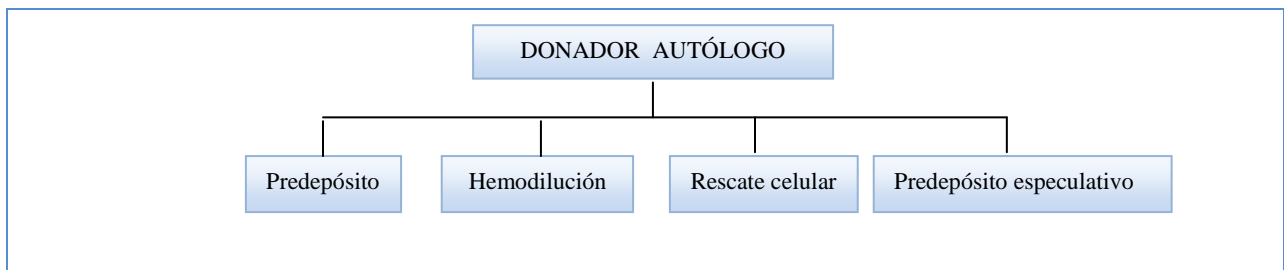 DONADOR AUTÓLOGO
Predepósito
Hemodilución
Rescate celular
Predepósito especulativo